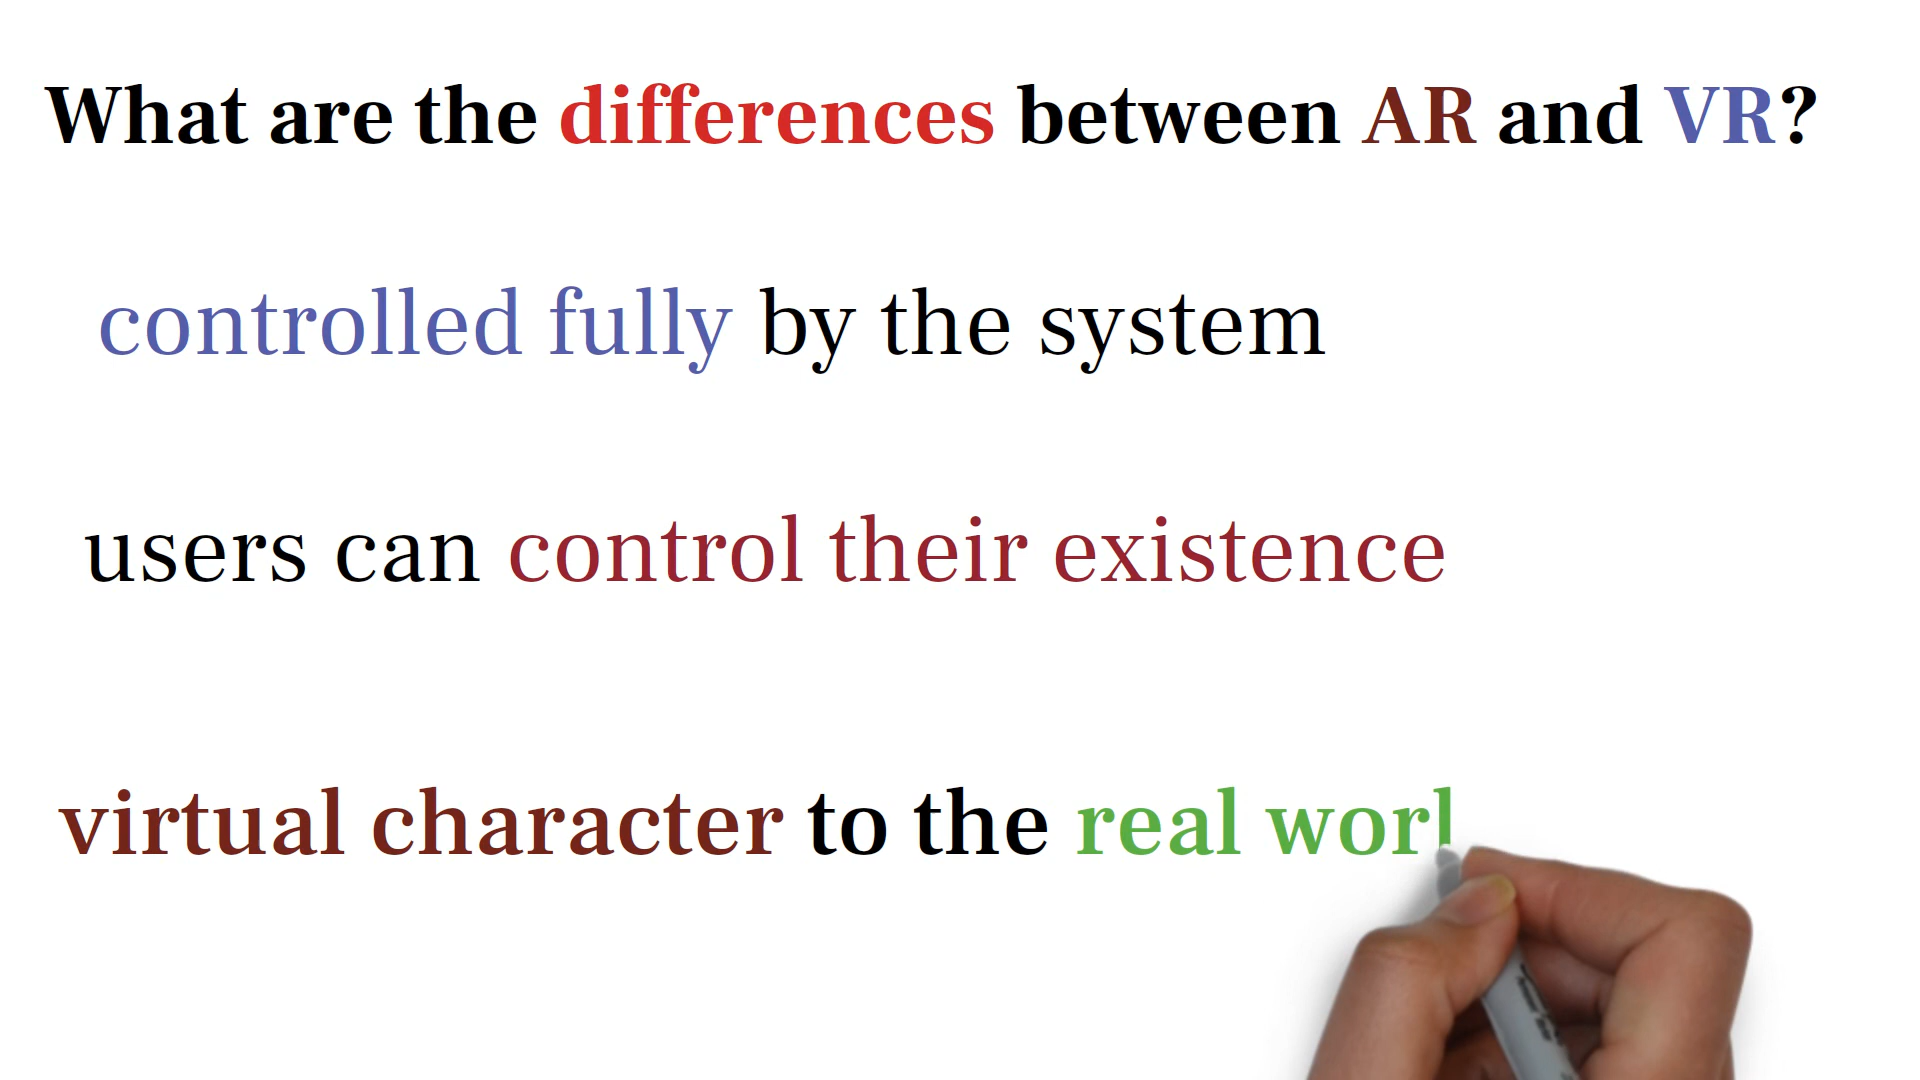 What are the differences between AR and VR?
controlled fully by the system
users can control their existence
virtual character to the real worl